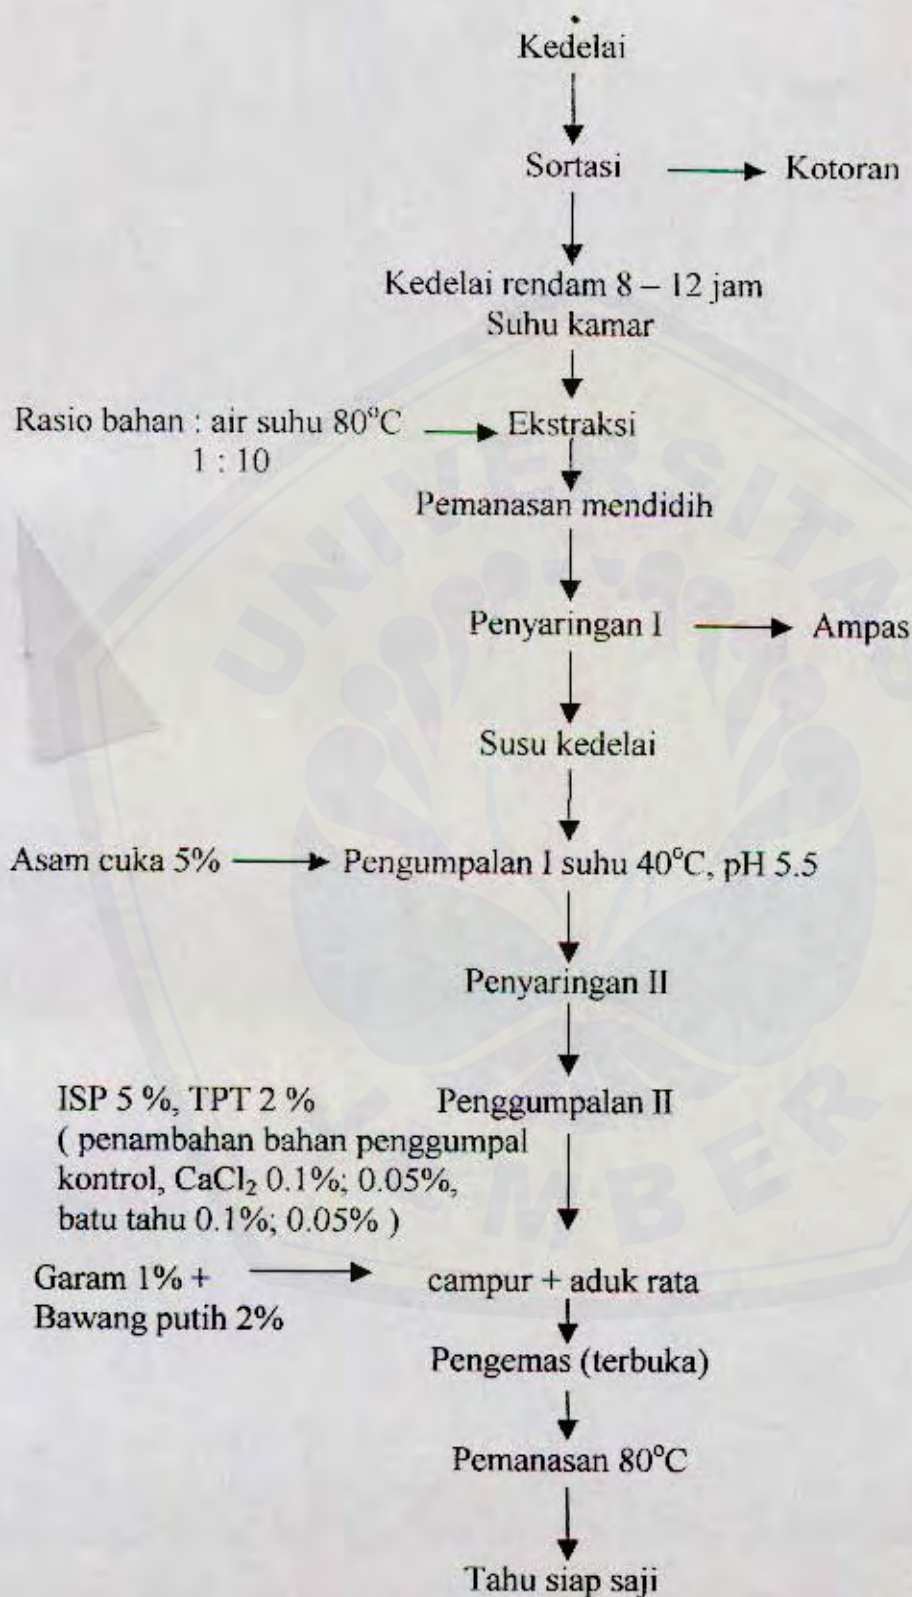 Kedelai
Sortasi
Kotoran
Kedelai rendam 8 – 12 jam
Suhu kamar
Rasio bahan : air suhu 80°C
1 : 10
Ekstraksi
Pemanasan mendidih
Penyaringan I
Ampas
Susu kedelai
Asam cuka 5%
Pengumpalan I suhu 40°C, pH 5.5
Penyaringan II
ISP 5 %, TPT 2 %
( penambahan bahan penggumpal
kontrol, CaCl₂ 0.1%; 0.05%,
batu tahu 0.1%; 0.05% )
Penggumpalan II
Garam 1% +
Bawang putih 2%
campur + aduk rata
Pengemas (terbuka)
Pemanasan 80°C
Tahu siap saji
UNIVERSITAS
JEMBER